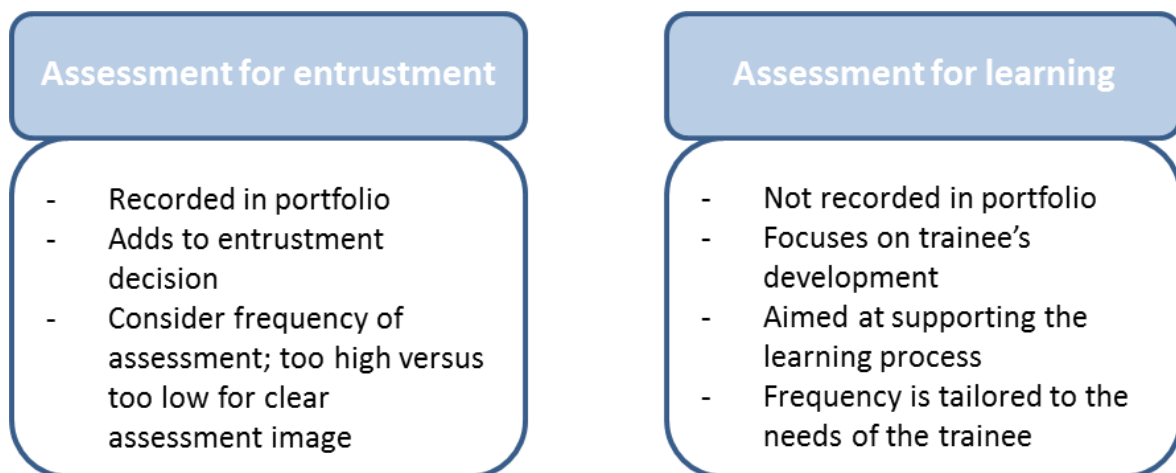 Assessment for entrustment
- Recorded in portfolio
- Adds to entrustment
decision
- Consider frequency of
assessment; too high versus
too low for clear
assessment image
Assessment for learning
- Not recorded in portfolio
- Focuses on trainee’s
development
- Aimed at supporting the
learning process
- Frequency is tailored to the
needs of the trainee